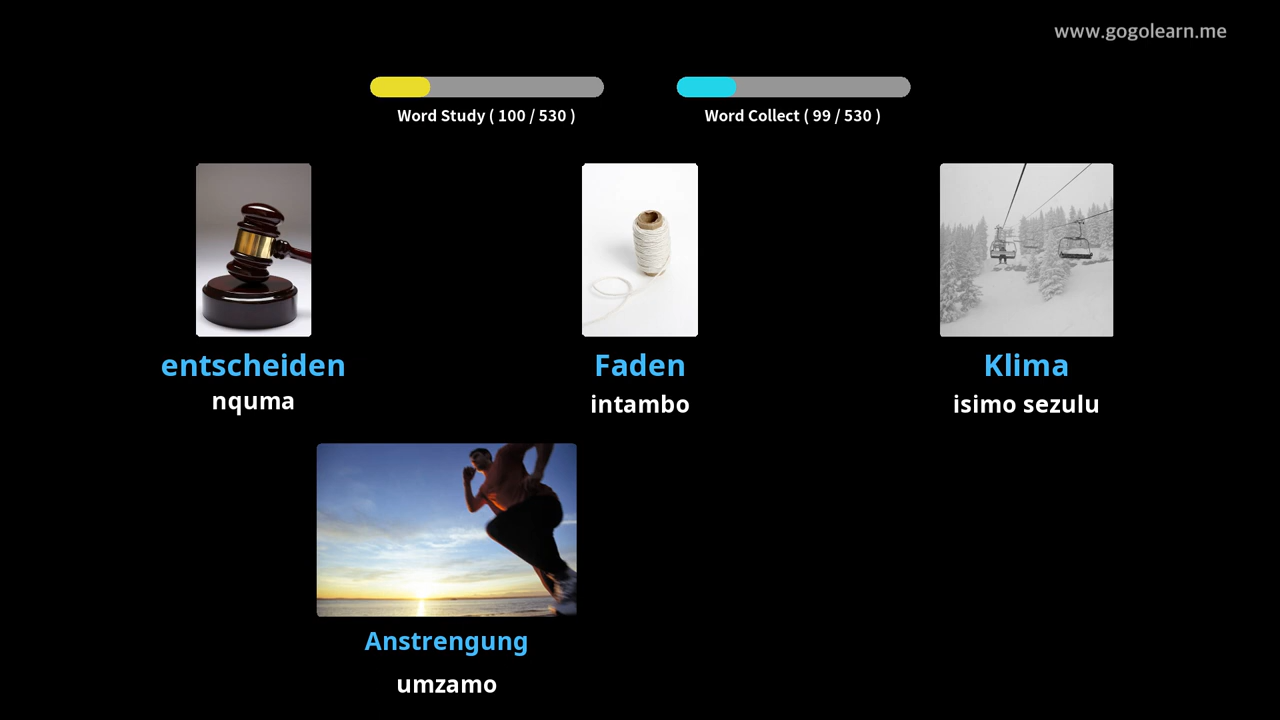 www.gogolearn.me
Word Study ( 100 / 530 )
Word Collect ( 99 / 530 )
entscheiden
nquma
Faden
intambo
Klima
isimo sezulu
Anstrengung
umzamo